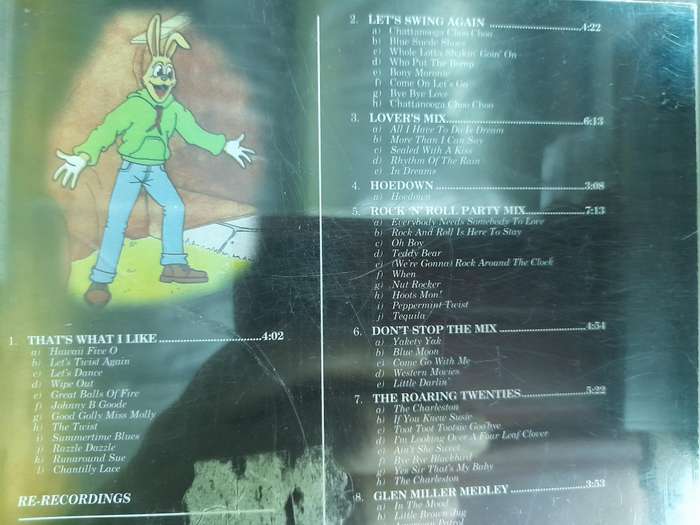 1. THAT'S WHAT I LIKE ........................4:02
a) Hawaii Five O
b) Let's Twist Again
c) Let's Dance
d) Wipe Out
e) Great Balls Of Fire
f) Johnny B Goode
g) Good Golly Miss Molly
h) The Twist
i) Summertime Blues
j) Razzle Dazzle
k) Runaround Sue
l) Chantilly Lace
RE-RECORDINGS
2. LET'S SWING AGAIN ........................4:22
a) Chattanooga Choo Choo
b) Blue Suede Shoes
c) Whole Lotta Shakin' Goin' On
d) Who Put The Bomp
e) Bony Moronie
f) Come On Let's Go
g) Bye Bye Love
h) Chattanooga Choo Choo
3. LOVER'S MIX........................6:13
a) All I Have To Do Is Dream
b) More Than I Can Say
c) Sealed With A Kiss
d) Rhythm Of The Rain
e) In Dreams
4. HOEDOWN ........................3:08
a) Hoedown
5. ROCK 'N' ROLL PARTY MIX........................7:13
a) Everybody Needs Somebody To Love
b) Rock And Roll Is Here To Stay
c) Oh Boy
d) Teddy Bear
e) (We're Gonna) Rock Around The Clock
f) When
g) Nut Rocker
h) Hoots Mon!
i) Peppermint Twist
j) Tequila
6. DON'T STOP THE MIX ........................4:54
a) Yakety Yak
b) Blue Moon
c) Come Go With Me
d) Western Movies
e) Little Darlin'
7. THE ROARING TWENTIES........................5:22
a) The Charleston
b) If You Knew Susie
c) Toot Toot Tootsie Goodbye
d) I'm Looking Over A Four Leaf Clover
e) Ain't She Sweet
f) Bye Bye Blackbird
g) Yes Sir That's My Baby
h) The Charleston
8. GLEN MILLER MEDLEY ........................3:53
a) In The Mood
b) Little Brown Jug
Patrol